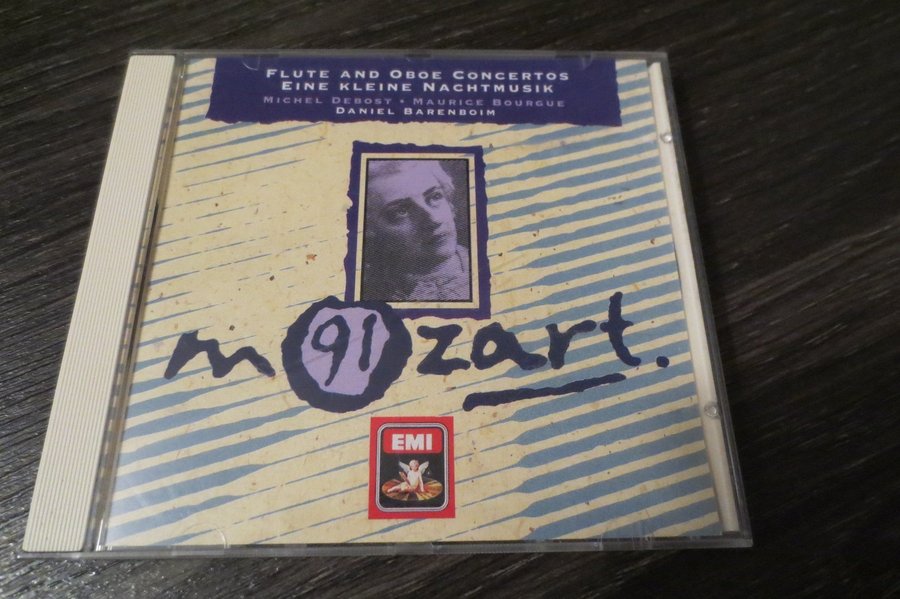 FLUTE AND OBOE CONCERTOS
EINE KLEINE NACHTMUSIK
MICHEL DEBOST • MAURICE BOURGUE
DANIEL BARENBOIM
m91zart.
EMI